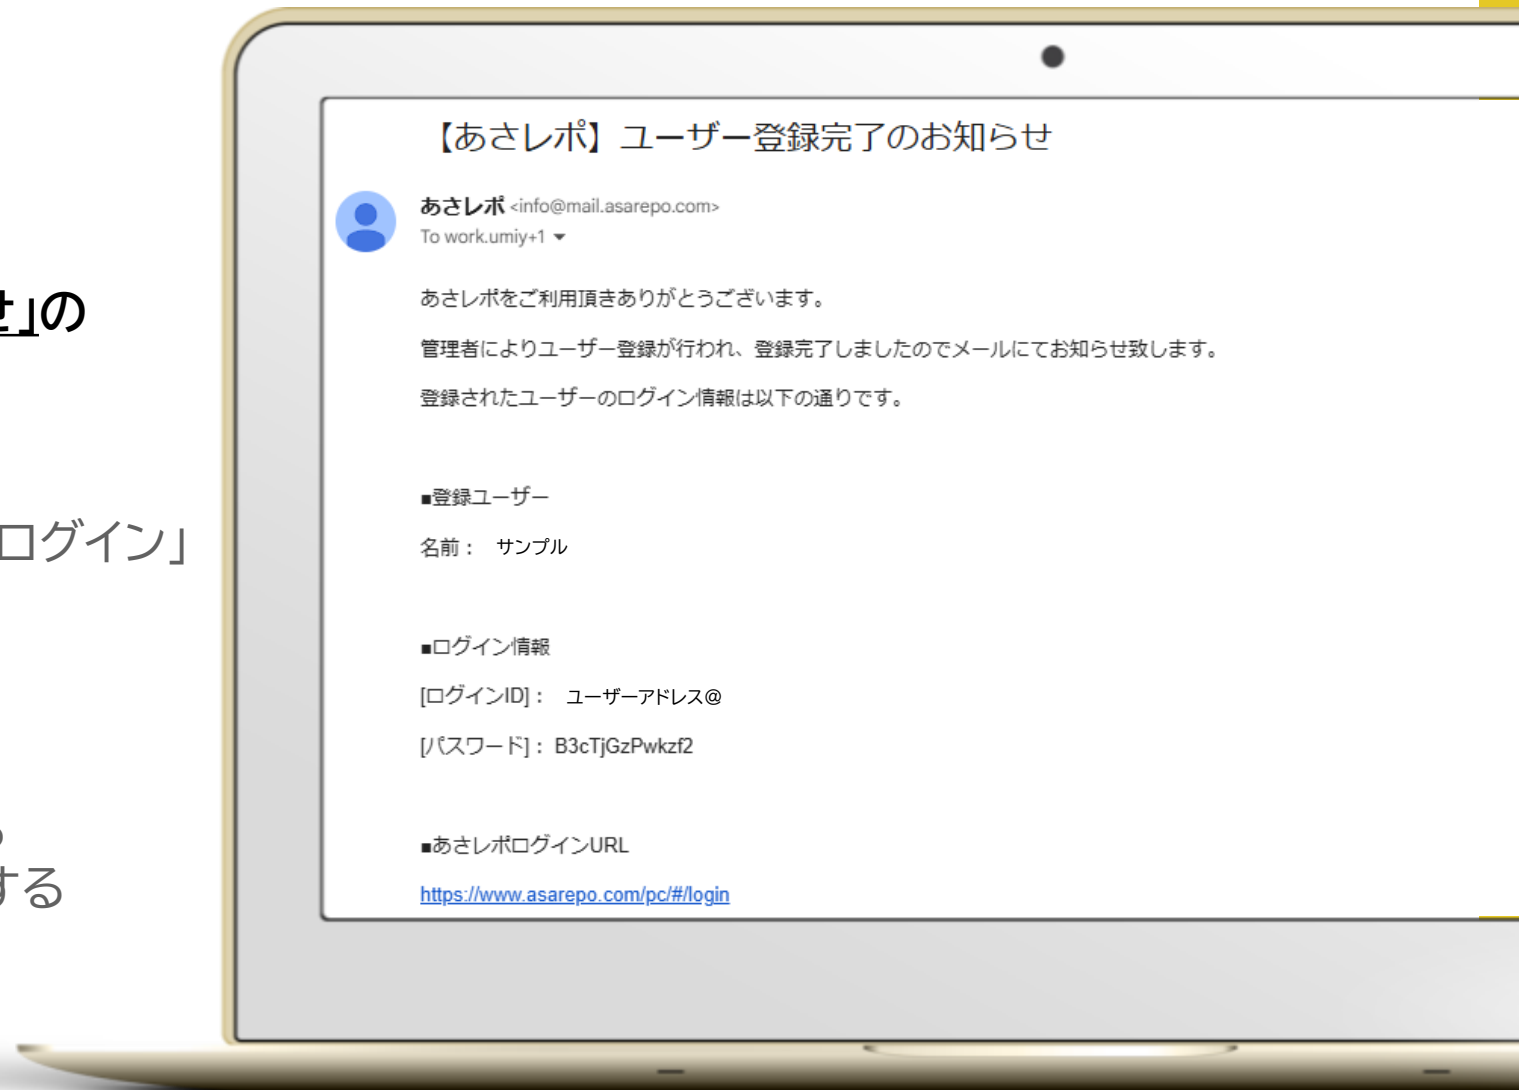 せ」の
ログイン」
する
【あさレポ】ユーザー登録完了のお知らせ
あさレポ <info@mail.asarepo.com>
To work.umiy+1
あさレポをご利用頂きありがとうございます。
管理者によりユーザー登録が行われ、登録完了しましたのでメールにてお知らせ致します。
登録されたユーザーのログイン情報は以下の通りです。
■登録ユーザー
名前： サンプル
■ログイン情報
[ログインID]： ユーザーアドレス@
[パスワード]： B3cTjGzPwkzf2
■あさレポログインURL
https://www.asarepo.com/pc/#/login